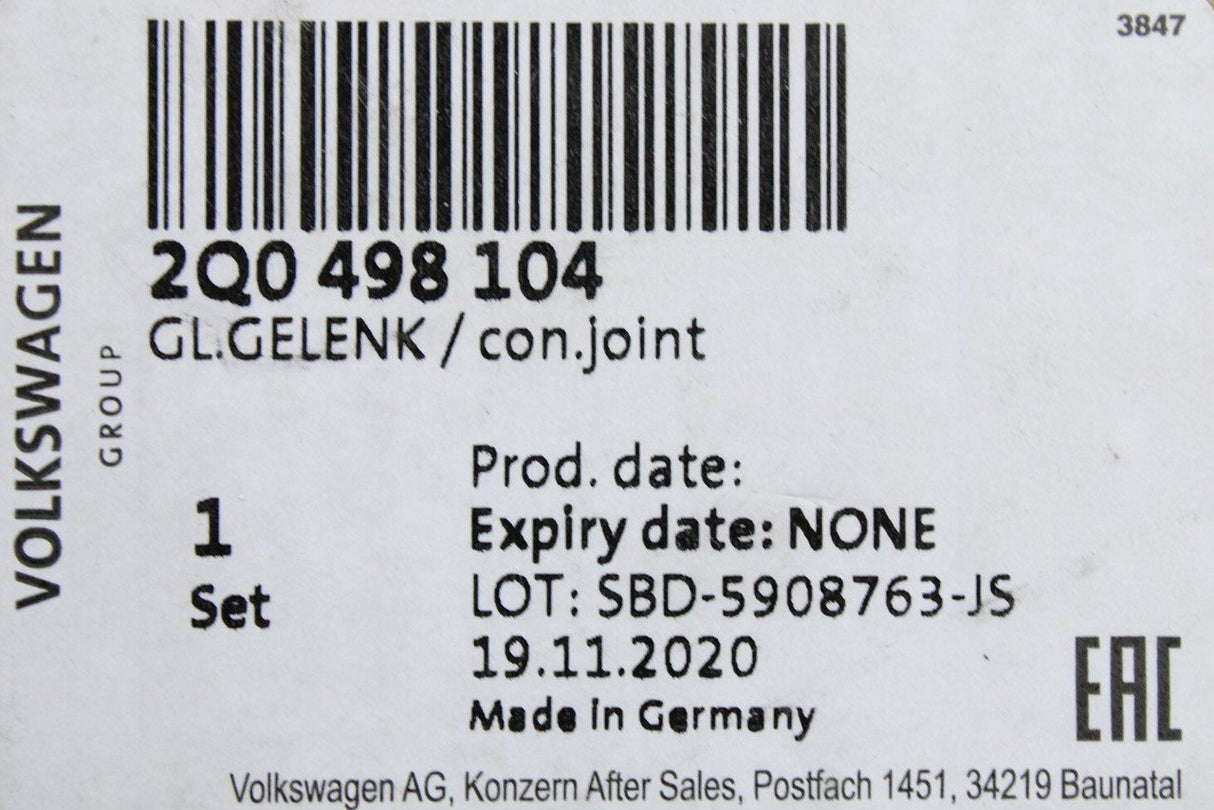 3847
2Q0 498 104
GL.GELENK / con.joint
VOLKSWAGEN
GROUP
1
Set
Prod. date:
Expiry date: NONE
LOT: SBD-5908763-JS
19.11.2020
Made in Germany
EAC
Volkswagen AG, Konzern After Sales, Postfach 1451, 34219 Baunatal